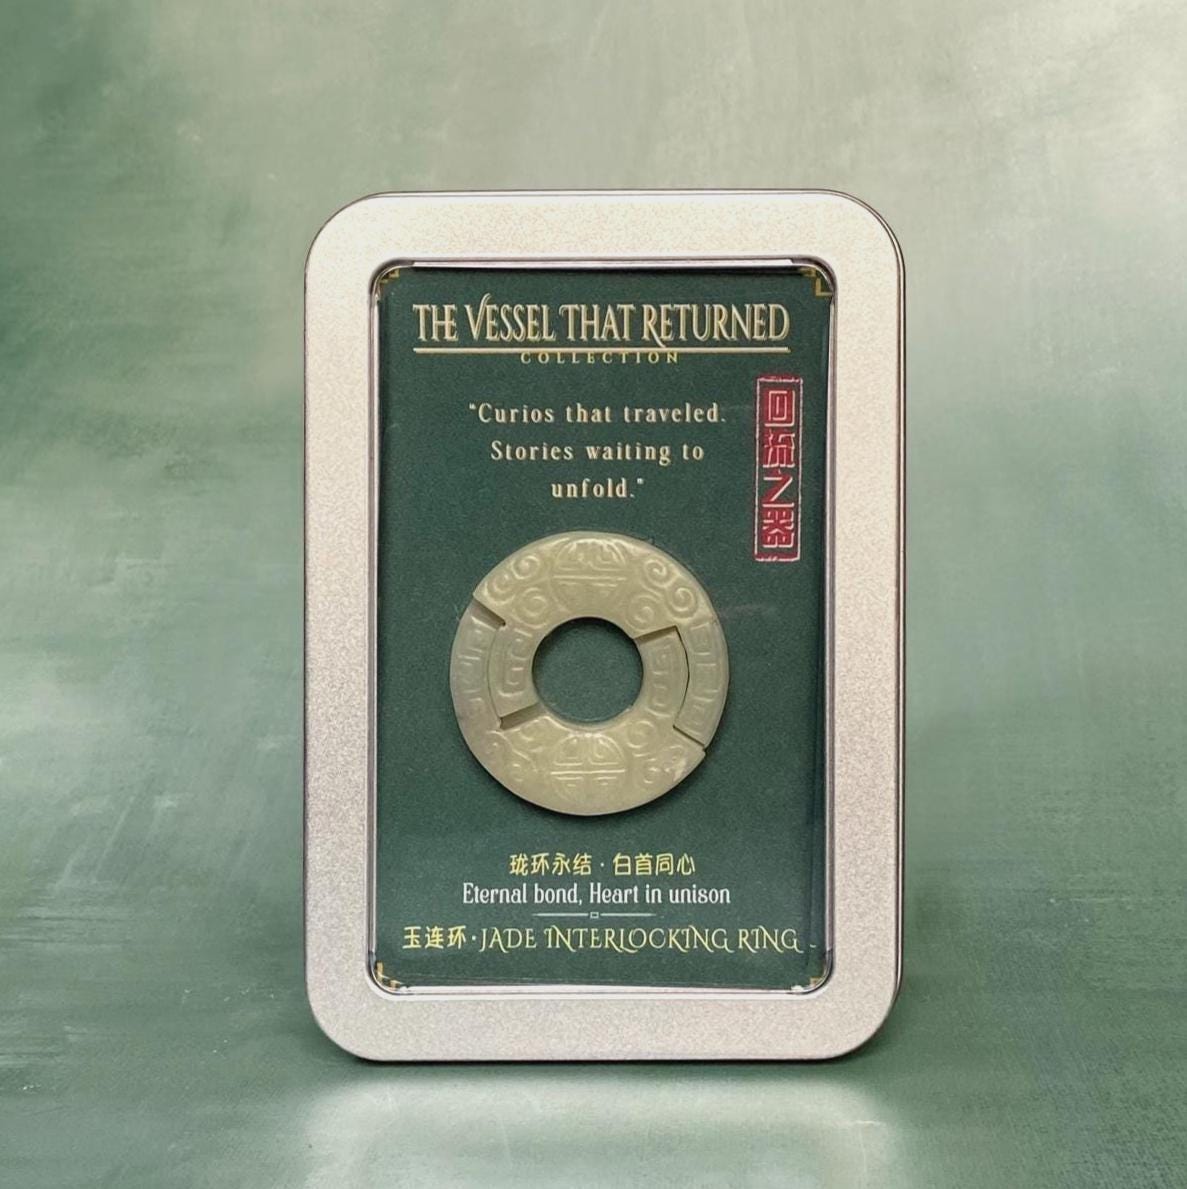 THE VESSEL THAT RETURNED
COLLECTION
"Curios that traveled.
Stories waiting to
unfold."
回流之器
珑环永结·白首同心
Eternal bond, Heart in unison
玉连环·JADE INTERLOCKING RING